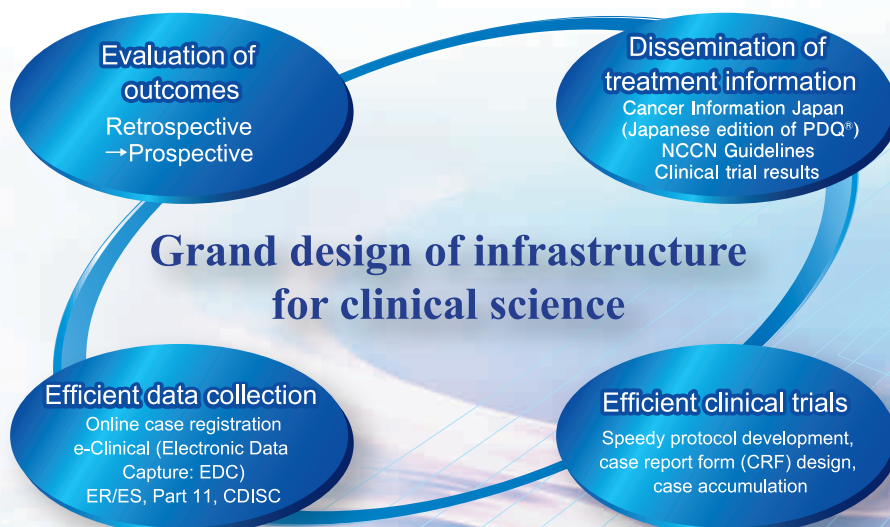 Evaluation of
outcomes
Retrospective
→Prospective
Dissemination of
treatment information
Cancer Information Japan
(Japanese edition of PDQ®)
NCCN Guidelines
Clinical trial results
Grand design of infrastructure
for clinical science
Efficient data collection
Online case registration
e-Clinical (Electronic Data
Capture: EDC)
ER/ES, Part 11, CDISC
Efficient clinical trials
Speedy protocol development,
case report form (CRF) design,
case accumulation